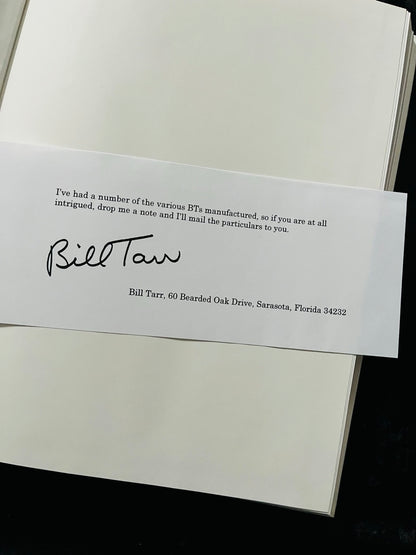 I've had a number of the various BTs manufactured, so if you are at all
intrigued, drop me a note and I'll mail the particulars to you.
Bill Tarr
Bill Tarr, 60 Bearded Oak Drive, Sarasota, Florida 34232